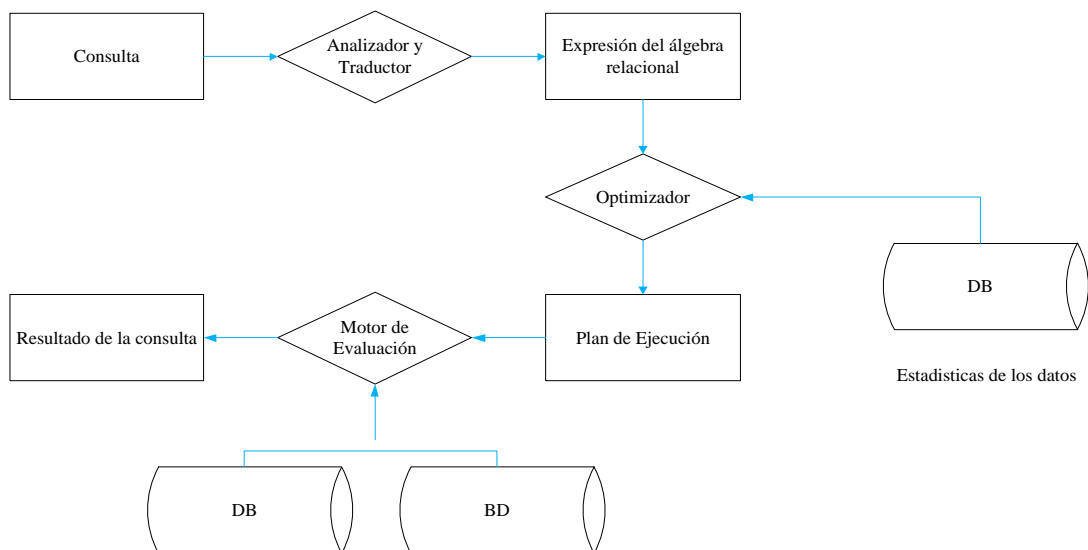 Consulta
Analizador y
Traductor
Expresión del álgebra
relacional
Optimizador
DB
Estadisticas de los datos
Plan de Ejecución
Motor de
Evaluación
Resultado de la consulta
DB
BD